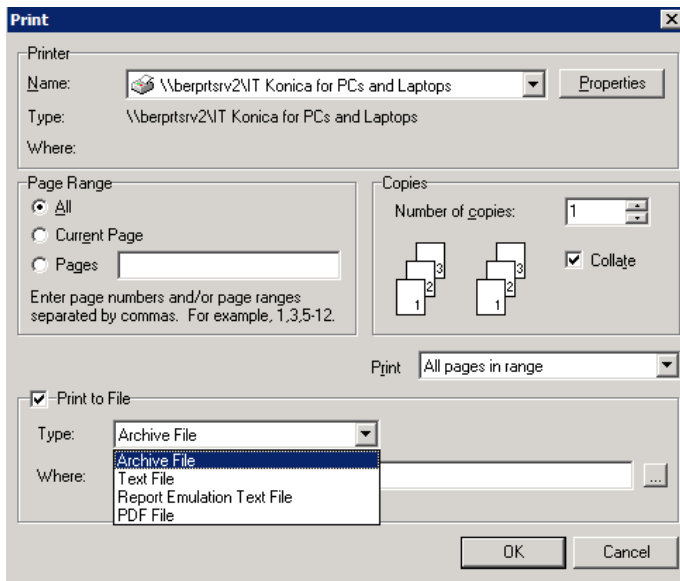 Print
Printer
Name:
\\berprtsrv2\IT Konica for PCs and Laptops
Properties
Type:
\\berprtsrv2\IT Konica for PCs and Laptops
Where:
Page Range
All
Current Page
Pages
Enter page numbers and/or page ranges
separated by commas. For example, 1,3,5-12.
Copies
Number of copies:
1
1
2
3
1
2
3
Collate
Print
All pages in range
Print to File
Type:
Archive File
Archive File
Text File
Report Emulation Text File
PDF File
Where:
...
OK
Cancel